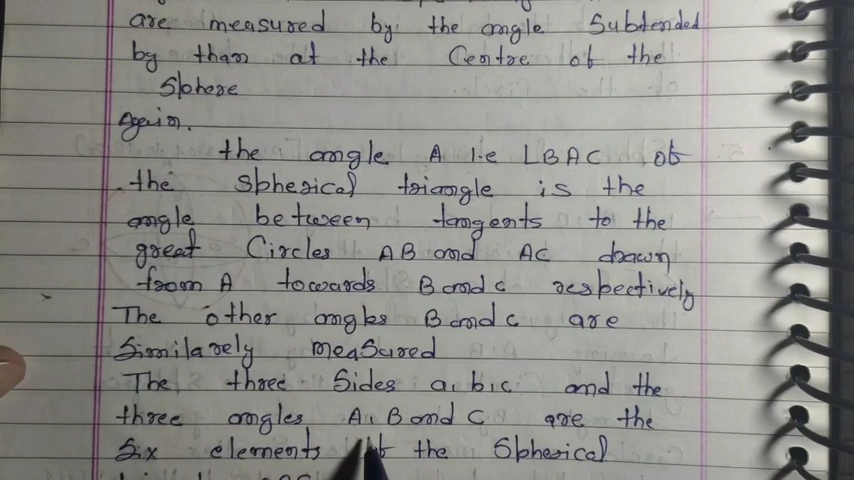 are measured by the angle Subtended
by than at the Centre of the
Sphere
Again.
the angle A i.e ∠BAC of
the Spherical triangle is the
angle between tangents to the
great Circles AB and AC drawn
from A towards B and C respectively
The other angles B and C are
Similarely measured
The three Sides a, b, c and the
three angles A, B and C are the
Six elements of the Spherical